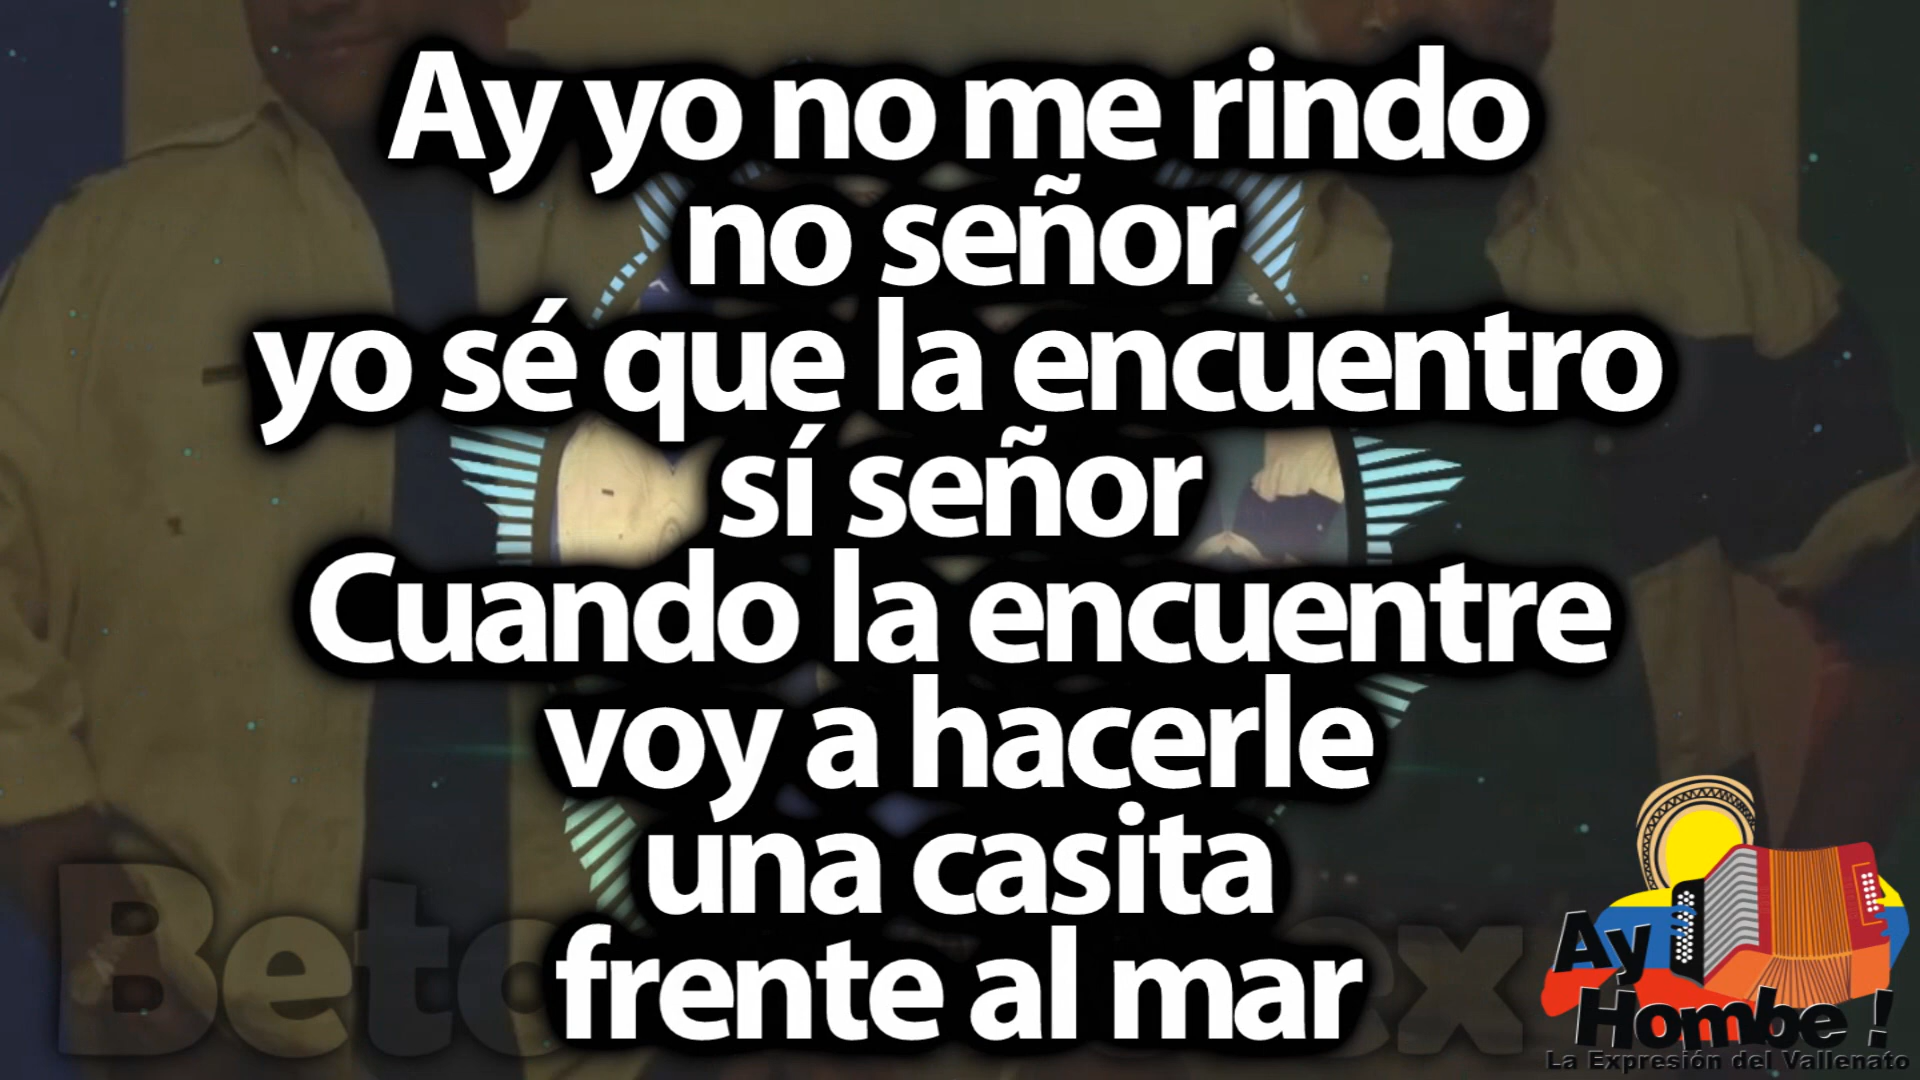 Ay yo no me rindo
no señor
yo sé que la encuentro
sí señor
Cuando la encuentre
voy a hacerle
una casita
frente al mar
Ay
Hombe !
La Expresión del Vallenato